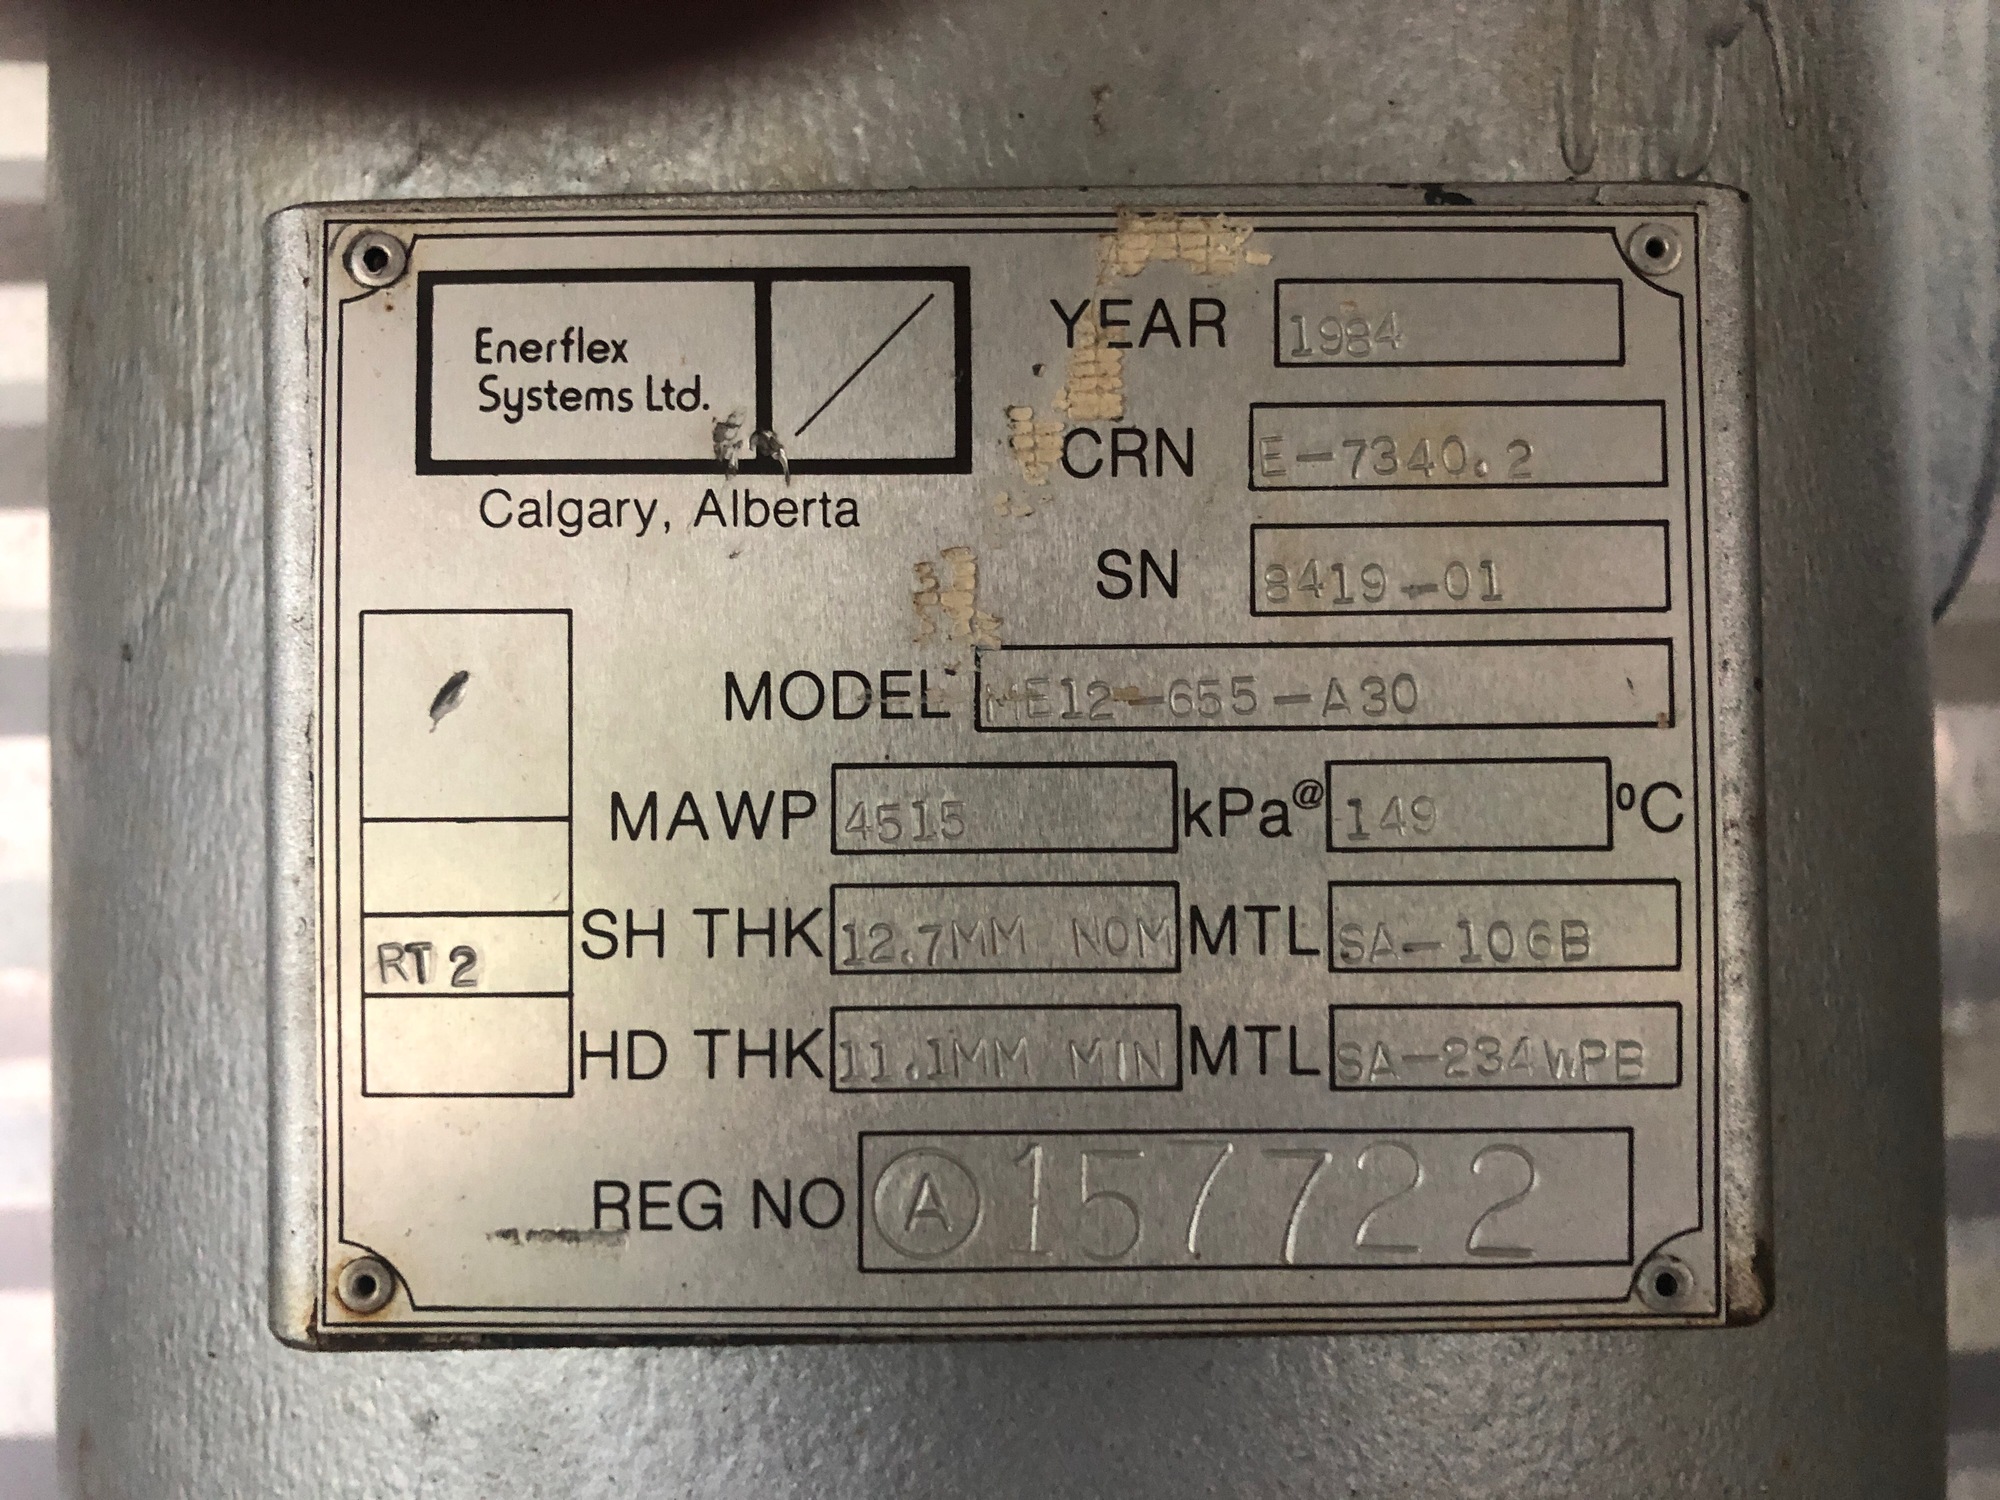 Enerflex
Systems Ltd.
Calgary, Alberta
YEAR 1984
CRN E-7340.2
SN 8419-01
MODEL HE12-655-A30
MAWP 4515 kPa@ 149 ºC
RT 2
SH THK 12.7MM NOM MTL SA-106B
HD THK 11.1MM MIN MTL SA-234WPB
REG NO Ⓐ 157722